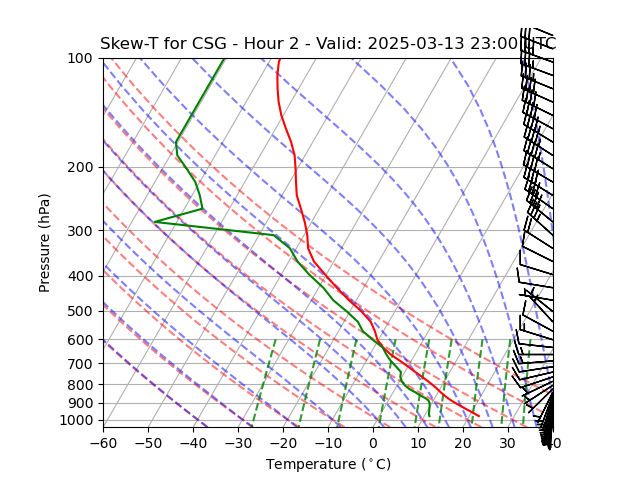 Skew-T for CSG - Hour 2 - Valid: 2025-03-13 23:00 UTC
100
200
300
400
500
600
700
800
900
1000
Pressure (hPa)
−60 −50 −40 −30 −20 −10 0 10 20 30 40
Temperature (°C)